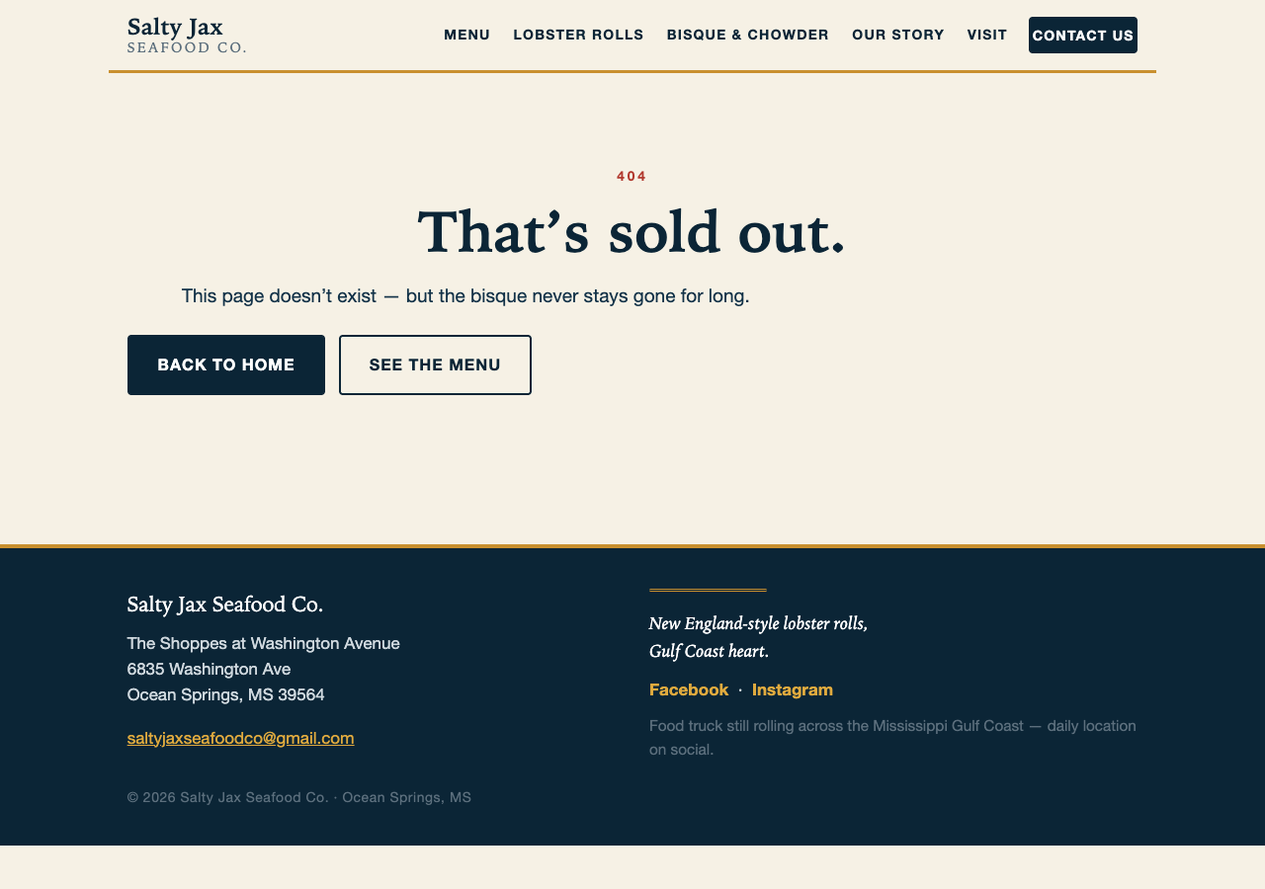 Salty Jax
SEAFOOD CO.
MENU
LOBSTER ROLLS
BISQUE & CHOWDER
OUR STORY
VISIT
CONTACT US
404
That’s sold out.
This page doesn’t exist — but the bisque never stays gone for long.
BACK TO HOME
SEE THE MENU
Salty Jax Seafood Co.
The Shoppes at Washington Avenue
6835 Washington Ave
Ocean Springs, MS 39564
saltyjaxseafoodco@gmail.com
New England-style lobster rolls,
Gulf Coast heart.
Facebook · Instagram
Food truck still rolling across the Mississippi Gulf Coast — daily location
on social.
© 2026 Salty Jax Seafood Co. · Ocean Springs, MS